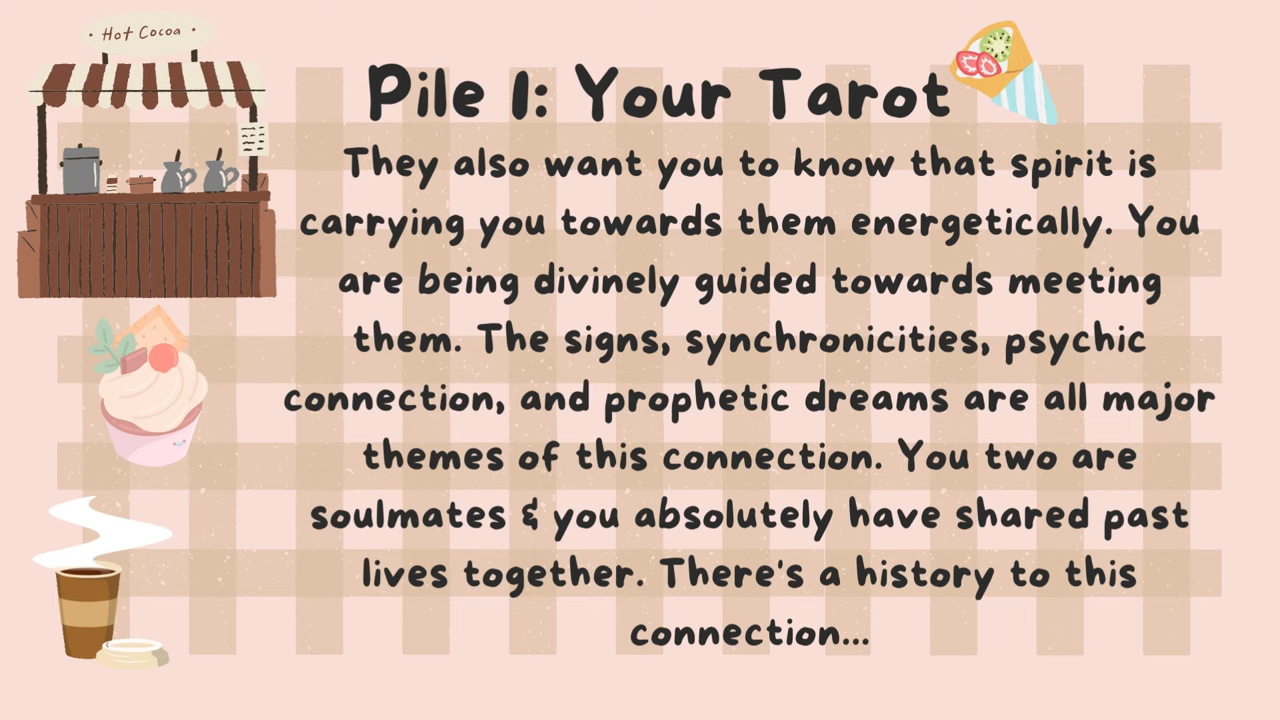 • Hot Cocoa •
Pile 1: Your Tarot
They also want you to know that spirit is
carrying you towards them energetically. You
are being divinely guided towards meeting
them. The signs, synchronicities, psychic
connection, and prophetic dreams are all major
themes of this connection. You two are
soulmates & you absolutely have shared past
lives together. There's a history to this
connection...